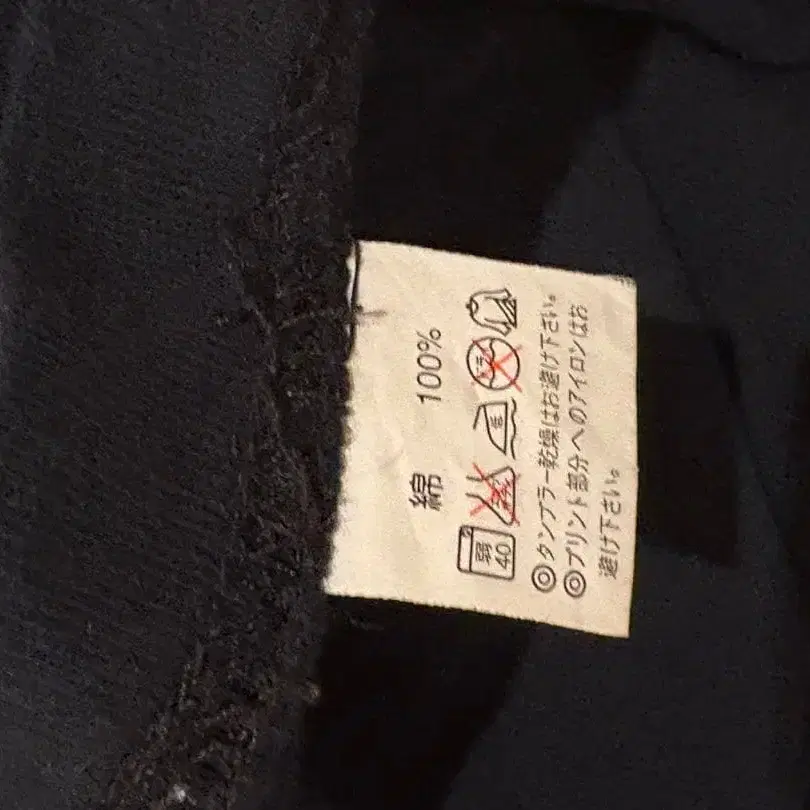 綿 100%
弱
40
◎タンブラー乾燥はお避け下さい。
◎プリント部分へのアイロンはお
避け下さい。